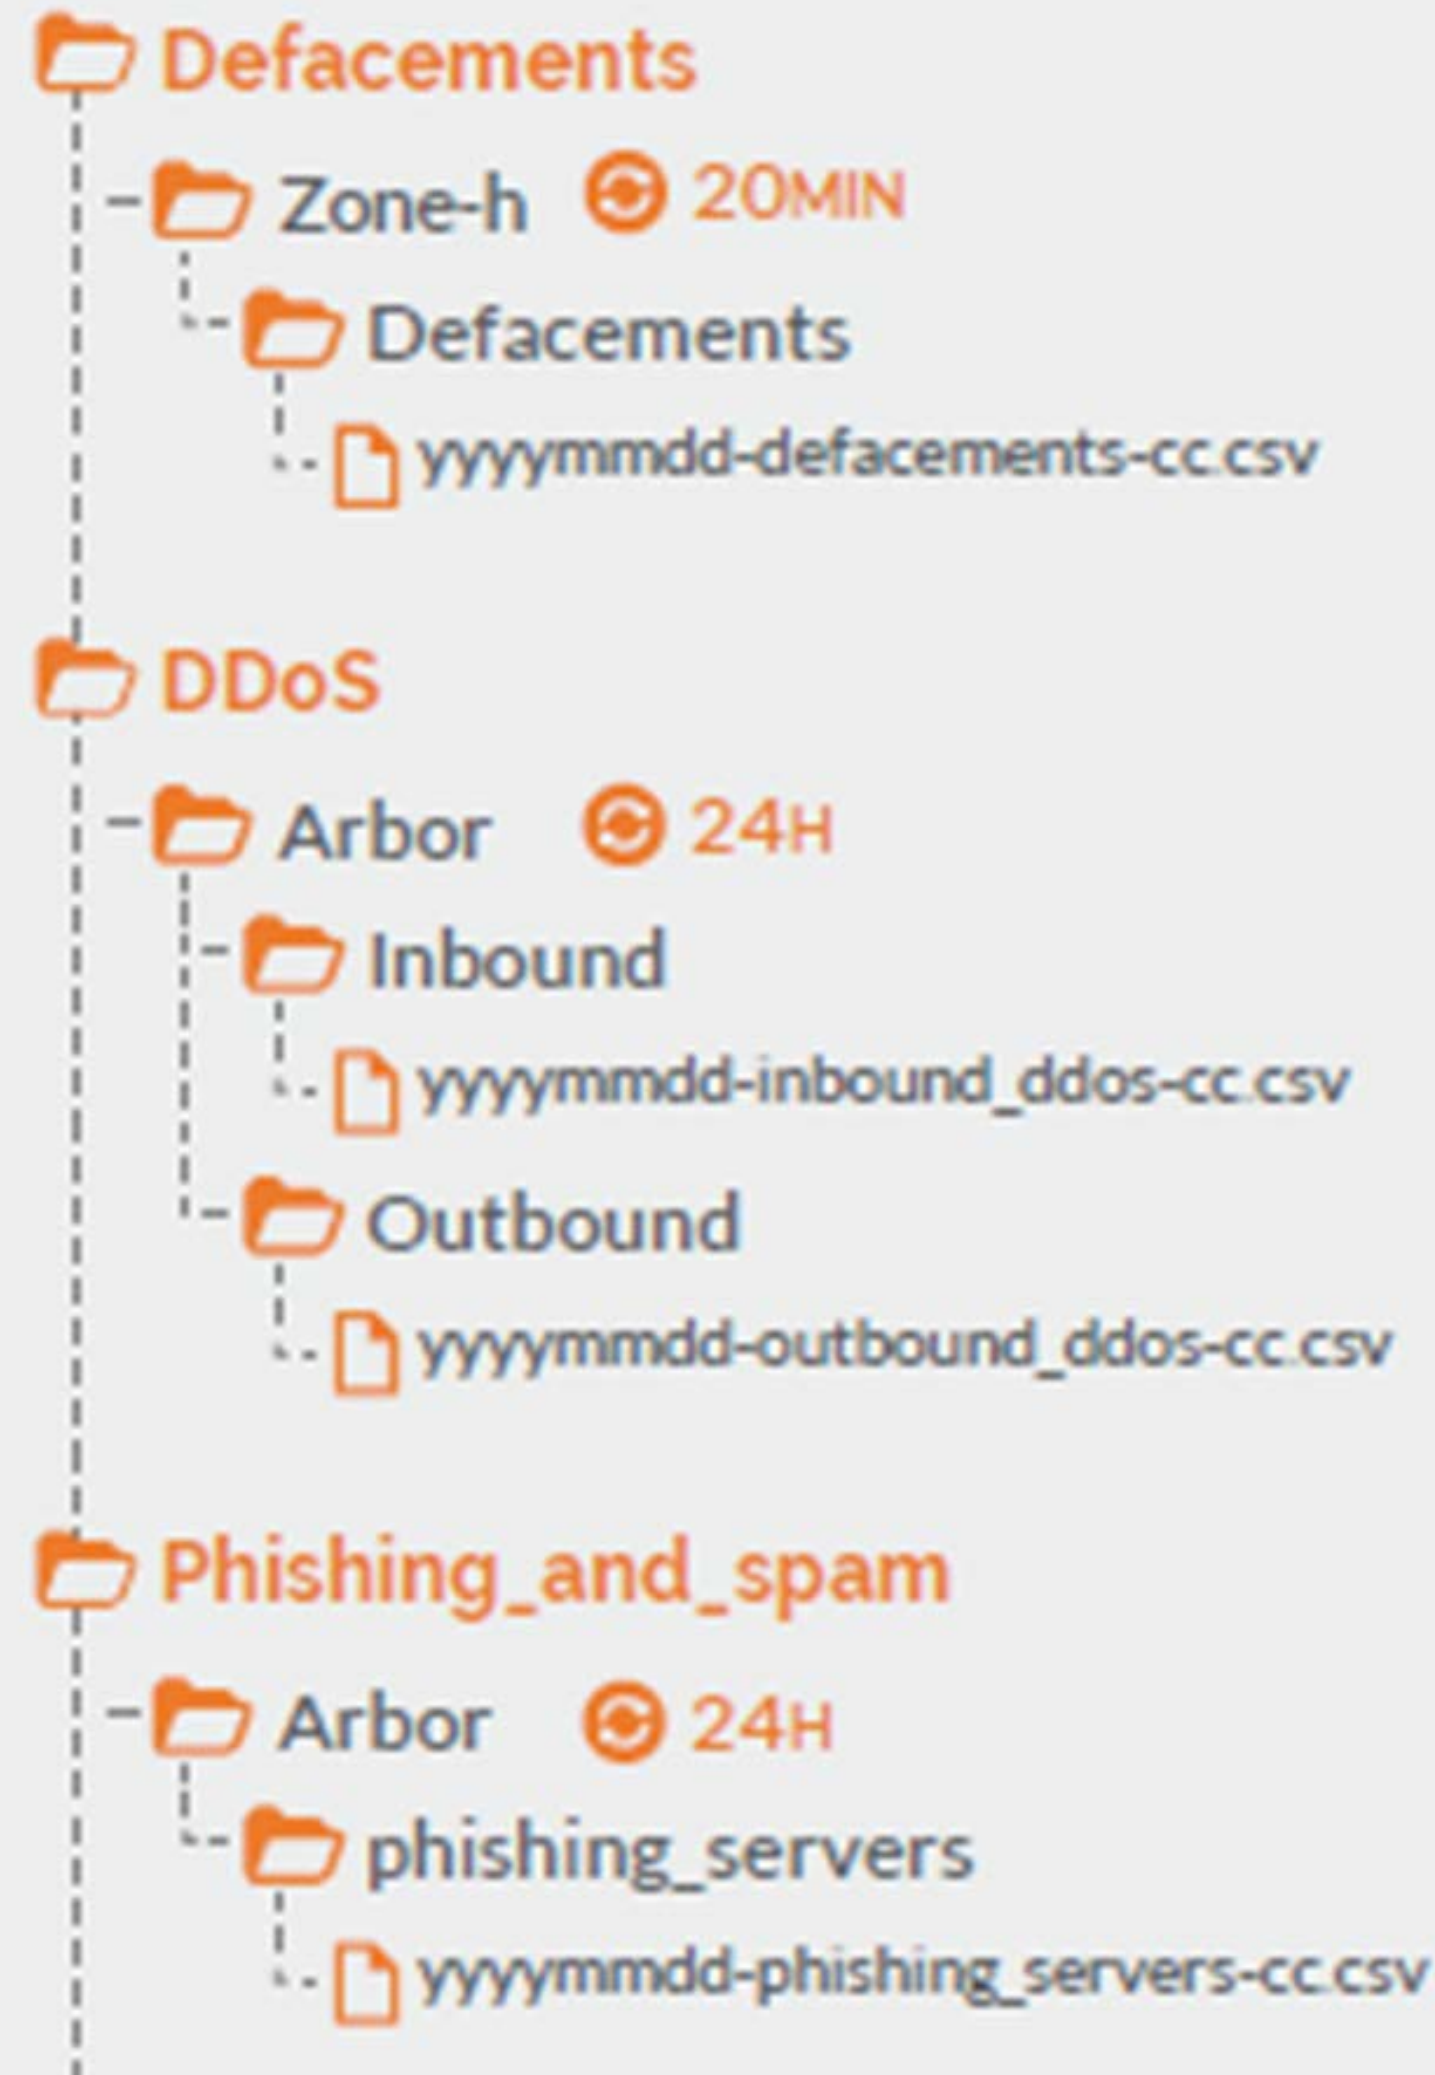 Defacements
Zone-h 20MIN
Defacements
yyyymmdd-defacements-cc.csv
DDoS
Arbor 24H
Inbound
yyyymmdd-inbound_ddos-cc.csv
Outbound
yyyymmdd-outbound_ddos-cc.csv
Phishing_and_spam
Arbor 24H
phishing_servers
yyyymmdd-phishing_servers-cc.csv